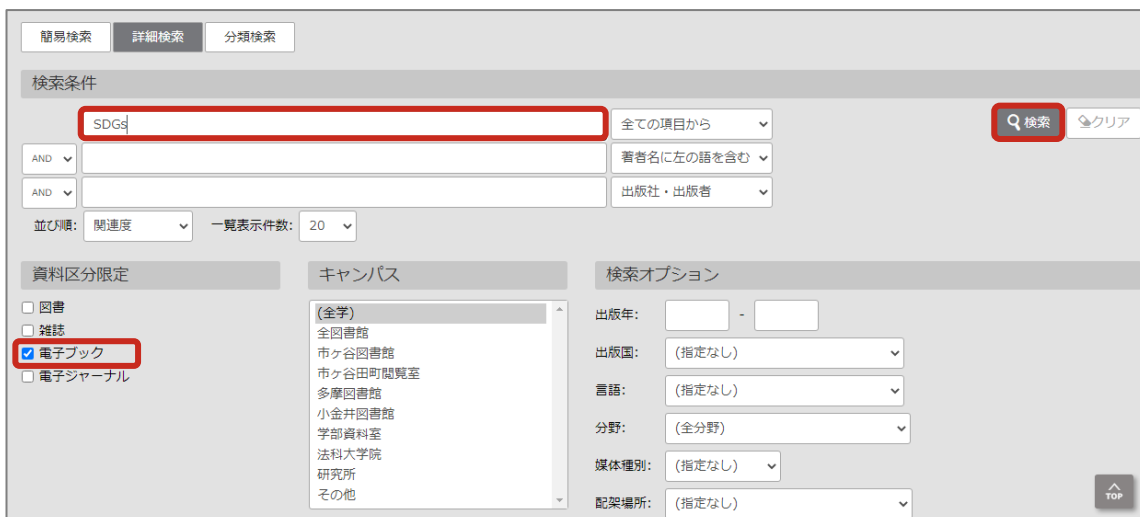 簡易検索 詳細検索 分類検索
検索条件
SDGs 全ての項目から 検索 クリア
AND 著者名に左の語を含む
AND 出版社・出版者
並び順: 関連度 一覧表示件数: 20
資料区分限定
図書
雑誌
電子ブック
電子ジャーナル
キャンパス
(全学)
全図書館
市ヶ谷図書館
市ヶ谷田町閲覧室
多摩図書館
小金井図書館
学部資料室
法科大学院
研究所
その他
検索オプション
出版年: -
出版国: (指定なし)
言語: (指定なし)
分野: (全分野)
媒体種別: (指定なし)
配架場所: (指定なし)
TOP